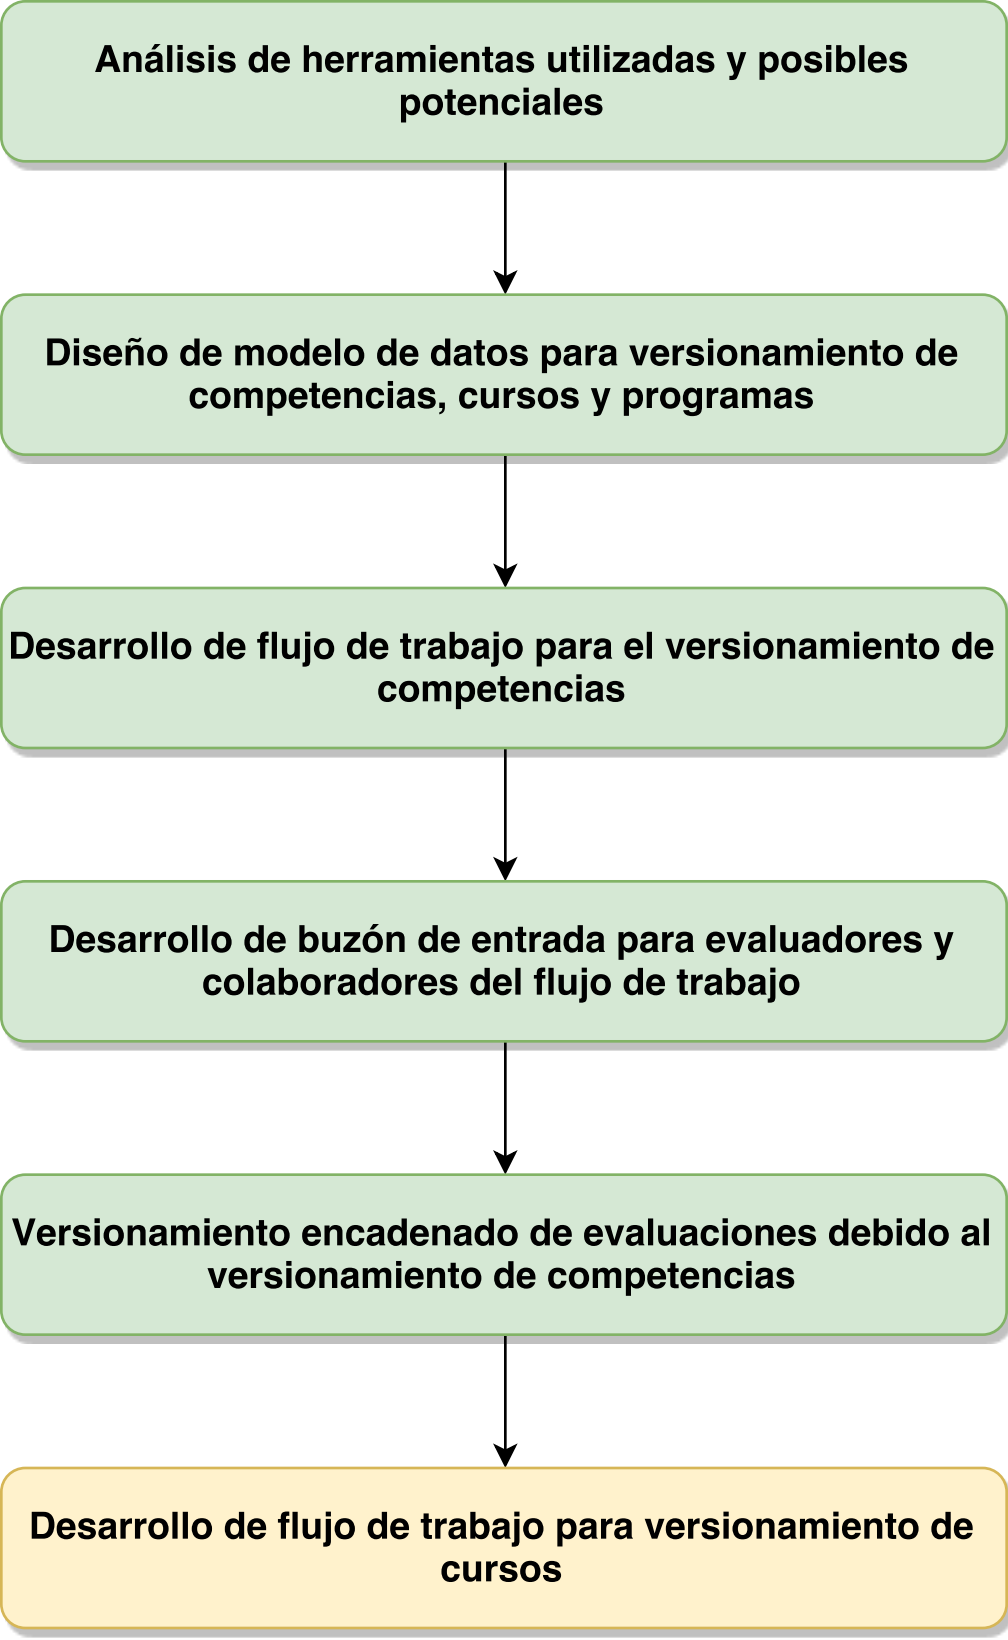 Análisis de herramientas utilizadas y posibles
potenciales
Diseño de modelo de datos para versionamiento de
competencias, cursos y programas
Desarrollo de flujo de trabajo para el versionamiento de
competencias
Desarrollo de buzón de entrada para evaluadores y
colaboradores del flujo de trabajo
Versionamiento encadenado de evaluaciones debido al
versionamiento de competencias
Desarrollo de flujo de trabajo para versionamiento de
cursos